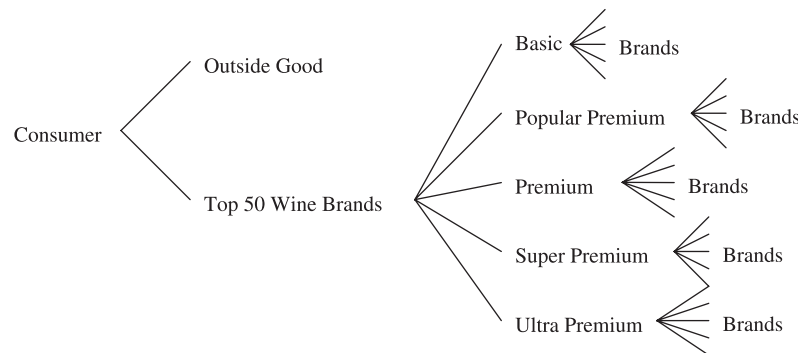 Consumer
Outside Good
Top 50 Wine Brands
Basic
Brands
Popular Premium
Brands
Premium
Brands
Super Premium
Brands
Ultra Premium
Brands